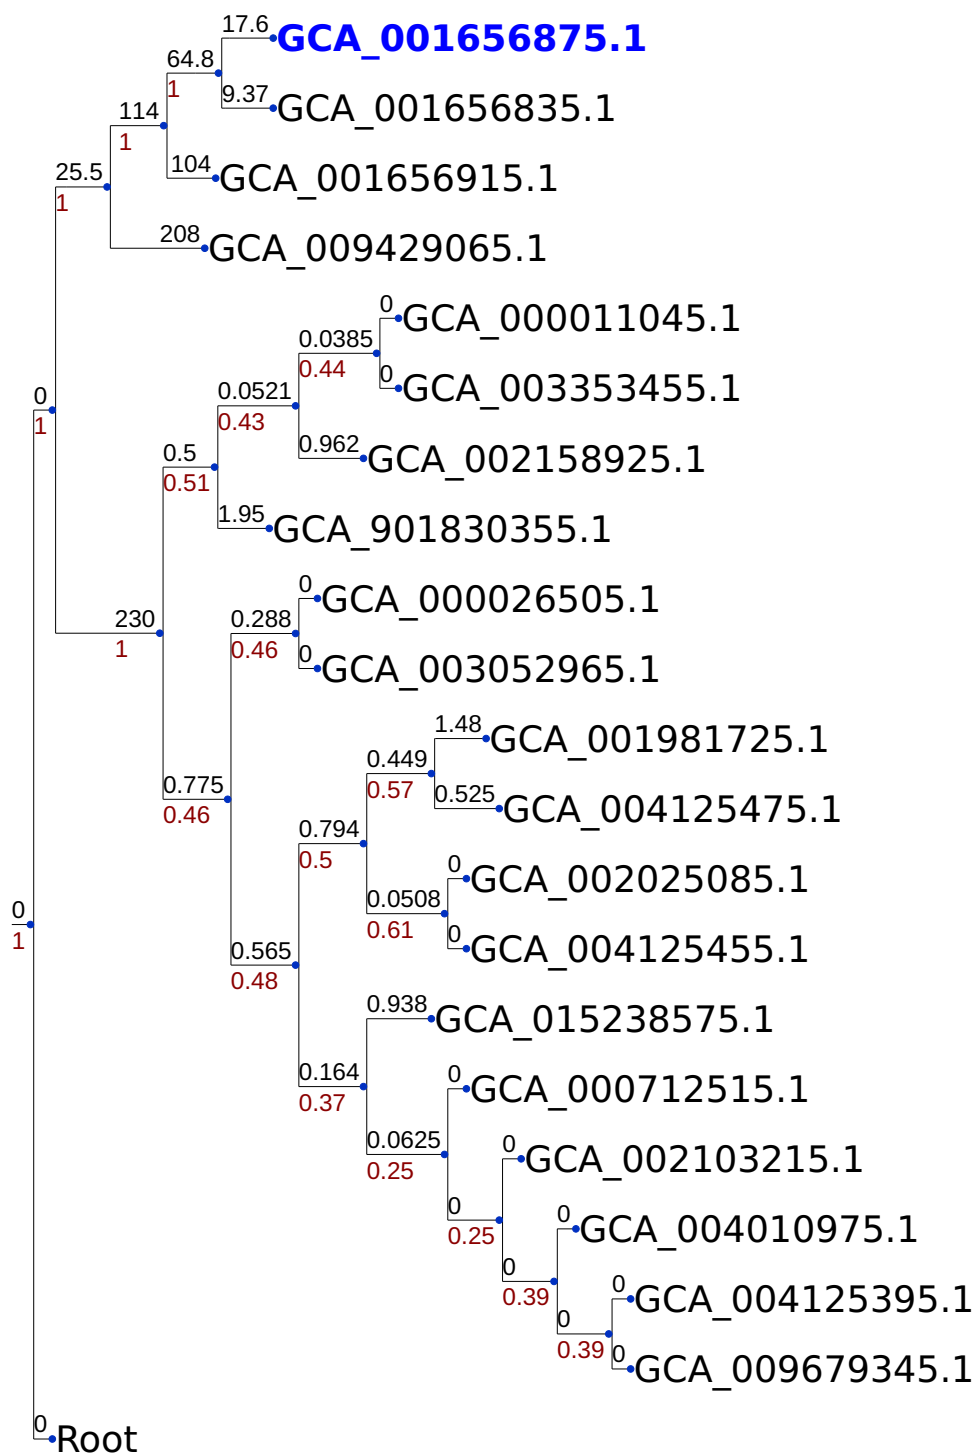 17.6
GCA_001656875.1
64.8
1
9.37
GCA_001656835.1
114
1
104
GCA_001656915.1
25.5
1
208
GCA_009429065.1
0
GCA_000011045.1
0.0385
0.44
0
GCA_003353455.1
0.0521
0.43
0
1
0.962
GCA_002158925.1
0.5
0.51
1.95
GCA_901830355.1
0
GCA_000026505.1
230
1
0.288
0.46
0
GCA_003052965.1
1.48
GCA_001981725.1
0.449
0.57
0.775
0.46
0.525
GCA_004125475.1
0.794
0.5
0
GCA_002025085.1
0.0508
0.61
0
1
0
GCA_004125455.1
0.565
0.48
0.938
GCA_015238575.1
0.164
0.37
0
GCA_000712515.1
0.0625
0.25
0
GCA_002103215.1
0
0.25
0
GCA_004010975.1
0
0.39
0
GCA_004125395.1
0
0.39
0
GCA_009679345.1
0
Root